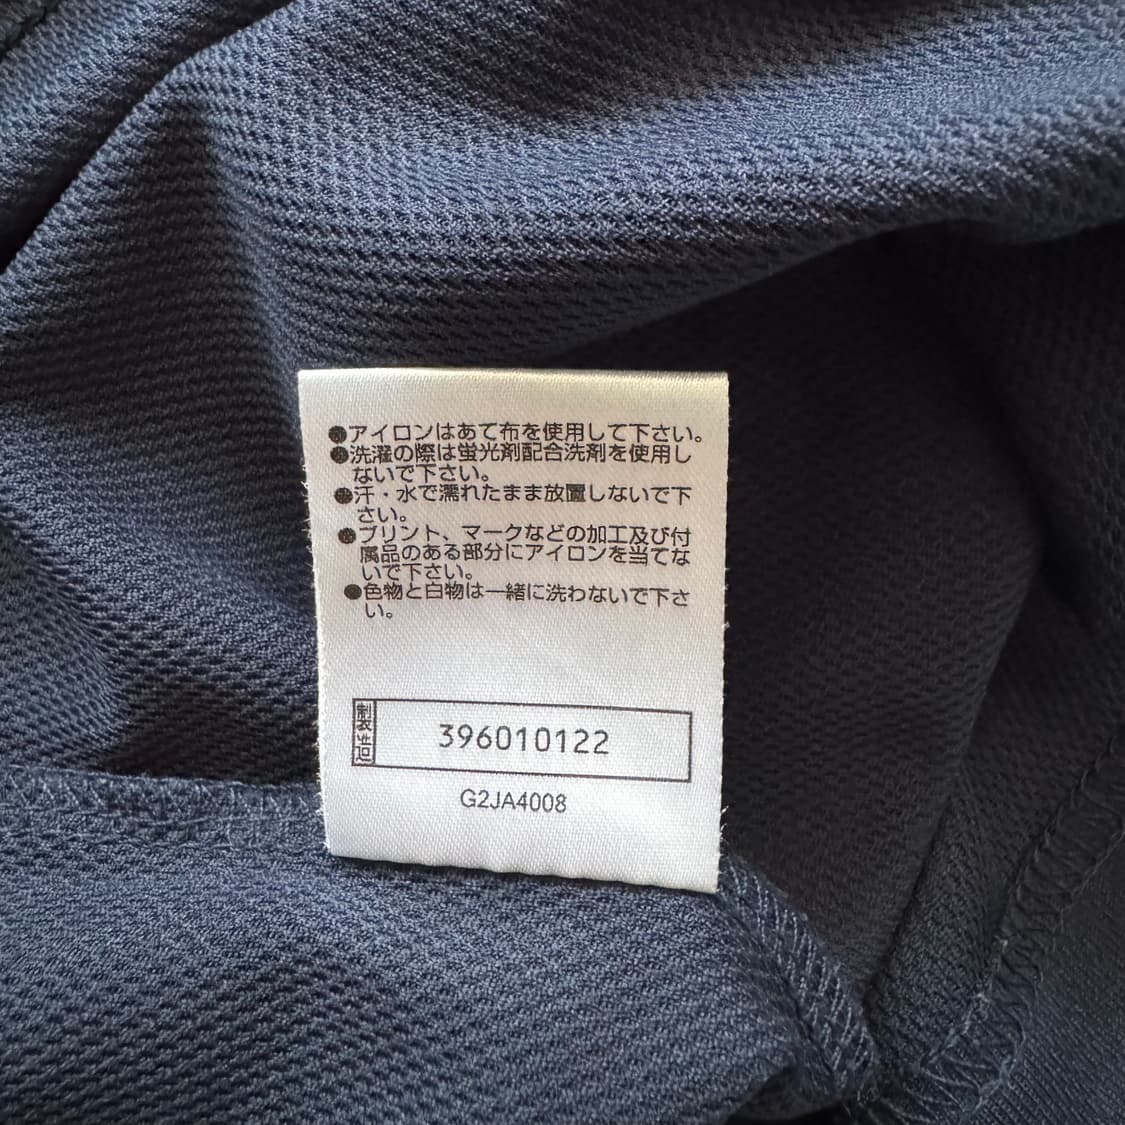 ●アイロンはあて布を使用して下さい。
●洗濯の際は蛍光剤配合洗剤を使用し
ないで下さい。
●汗・水で濡れたまま放置しないで下
さい。
●プリント、マークなどの加工及び付
属品のある部分にアイロンを当てな
いで下さい。
●色物と白物は一緒に洗わないで下さ
い。
396010122
G2JA4008